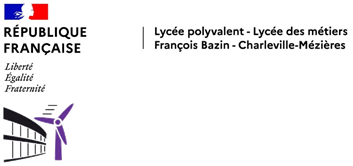 RÉPUBLIQUE
FRANÇAISE
Liberté
Égalité
Fraternité
Lycée polyvalent - Lycée des métiers
François Bazin - Charleville-Mézières